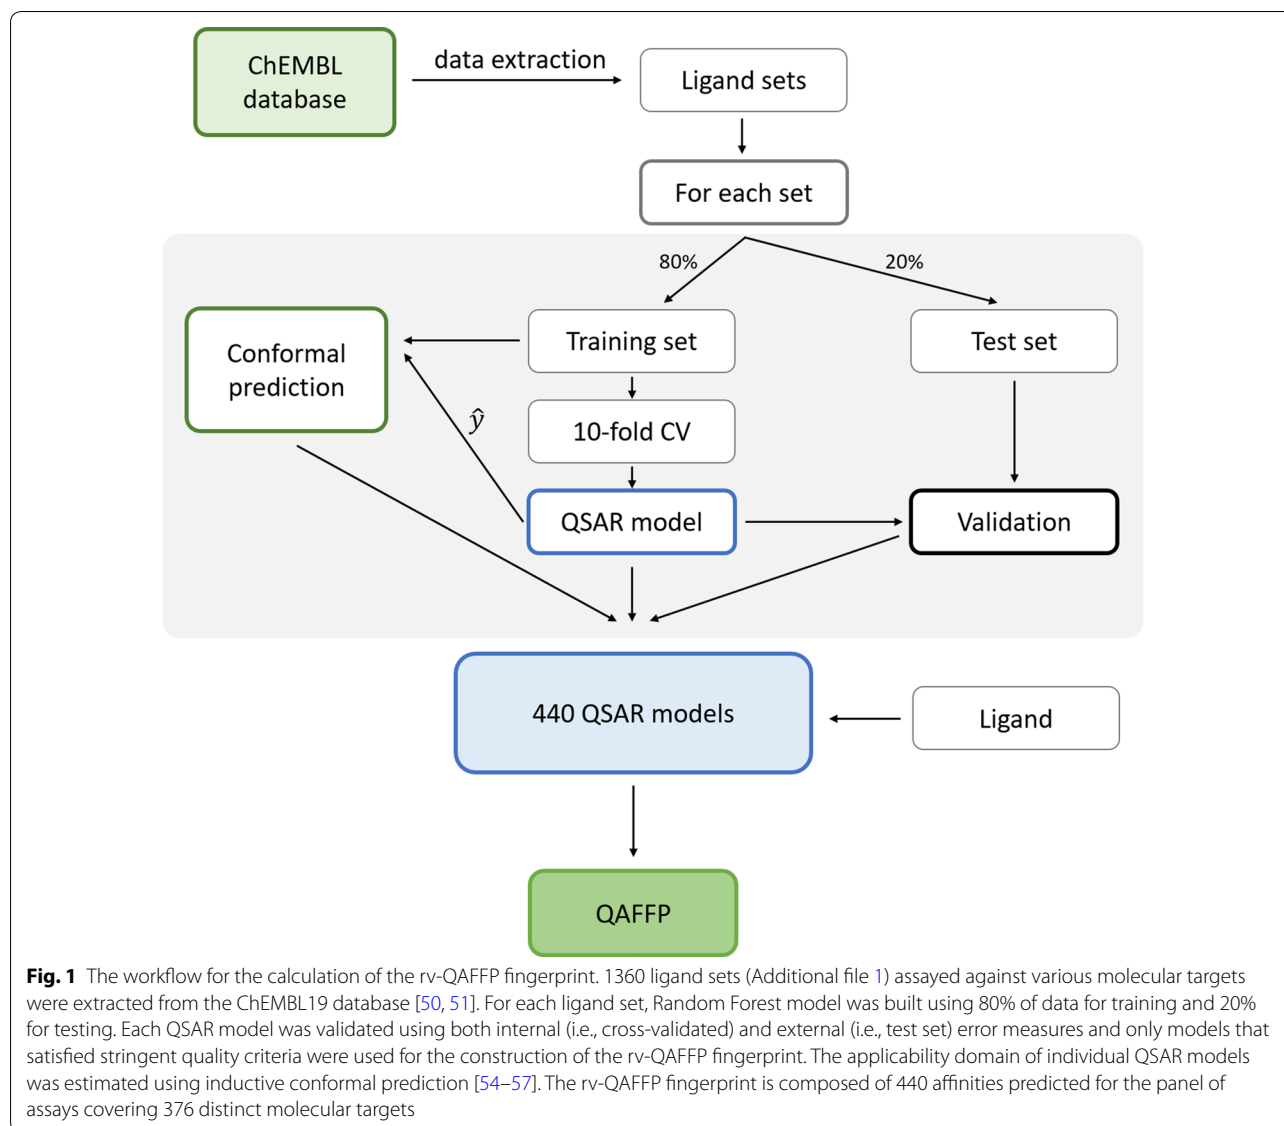 ChEMBL
database
data extraction
Ligand sets
For each set
80%
20%
Conformal
prediction
Training set
Test set
ŷ
10-fold CV
QSAR model
Validation
440 QSAR models
Ligand
QAFFP
Fig. 1 The workflow for the calculation of the rv-QAFFP fingerprint. 1360 ligand sets (Additional file 1) assayed against various molecular targets
were extracted from the ChEMBL19 database [50, 51]. For each ligand set, Random Forest model was built using 80% of data for training and 20%
for testing. Each QSAR model was validated using both internal (i.e., cross-validated) and external (i.e., test set) error measures and only models that
satisfied stringent quality criteria were used for the construction of the rv-QAFFP fingerprint. The applicability domain of individual QSAR models
was estimated using inductive conformal prediction [54–57]. The rv-QAFFP fingerprint is composed of 440 affinities predicted for the panel of
assays covering 376 distinct molecular targets